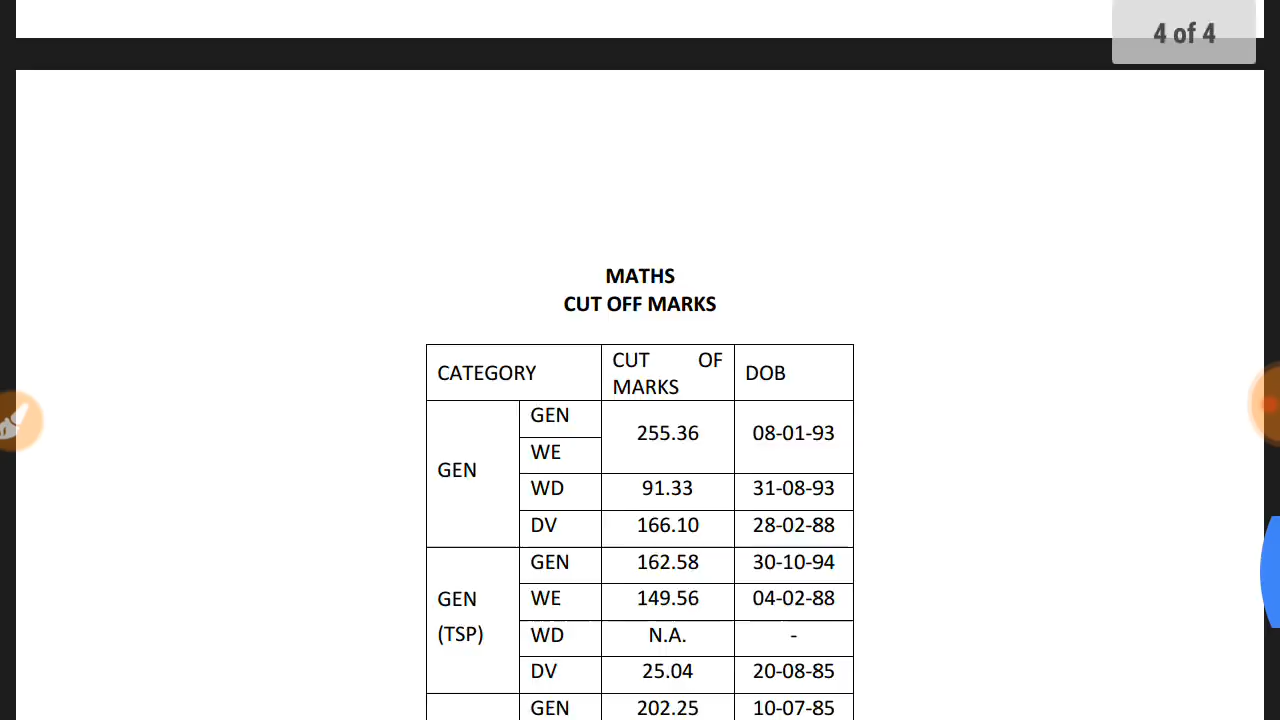 4 of 4
MATHS
CUT OFF MARKS
CATEGORY CUT OF MARKS DOB
GEN GEN 255.36 08-01-93
WE
WD 91.33 31-08-93
DV 166.10 28-02-88
GEN (TSP) GEN 162.58 30-10-94
WE 149.56 04-02-88
WD N.A. -
DV 25.04 20-08-85
GEN 202.25 10-07-85